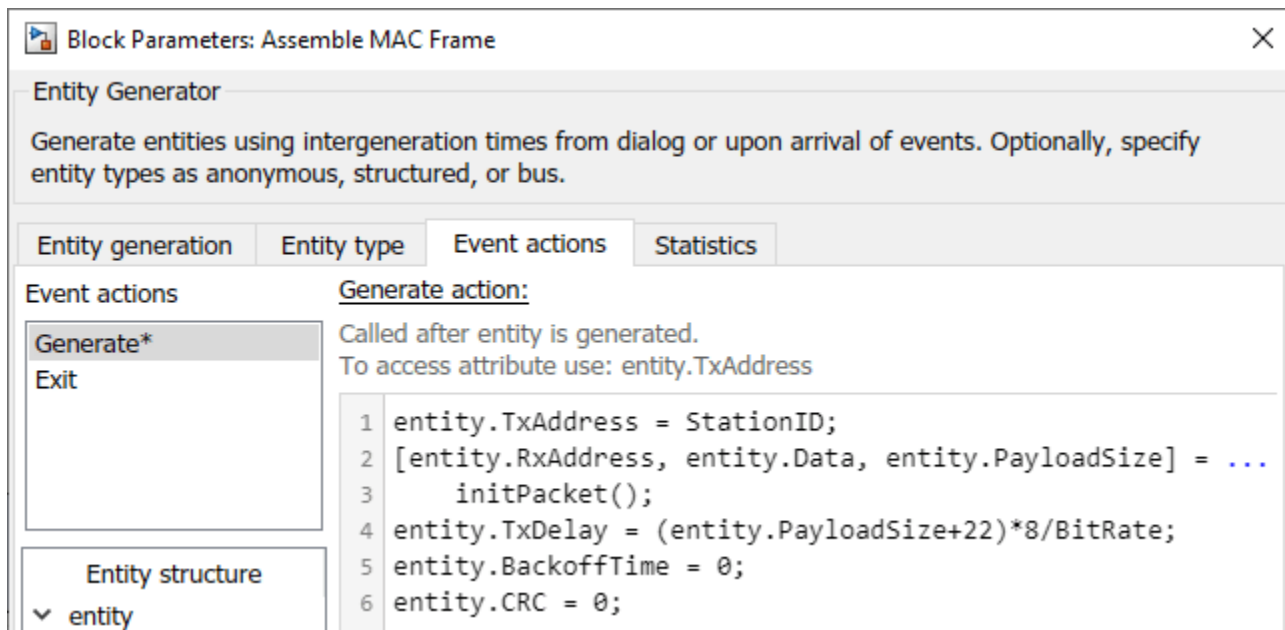 Block Parameters: Assemble MAC Frame
Entity Generator
Generate entities using intergeneration times from dialog or upon arrival of events. Optionally, specify
entity types as anonymous, structured, or bus.
Entity generation Entity type Event actions Statistics
Event actions
Generate*
Exit
Generate action:
Called after entity is generated.
To access attribute use: entity.TxAddress
1 entity.TxAddress = StationID;
2 [entity.RxAddress, entity.Data, entity.PayloadSize] = ...
3 initPacket();
4 entity.TxDelay = (entity.PayloadSize+22)*8/BitRate;
5 entity.BackoffTime = 0;
6 entity.CRC = 0;
Entity structure
entity